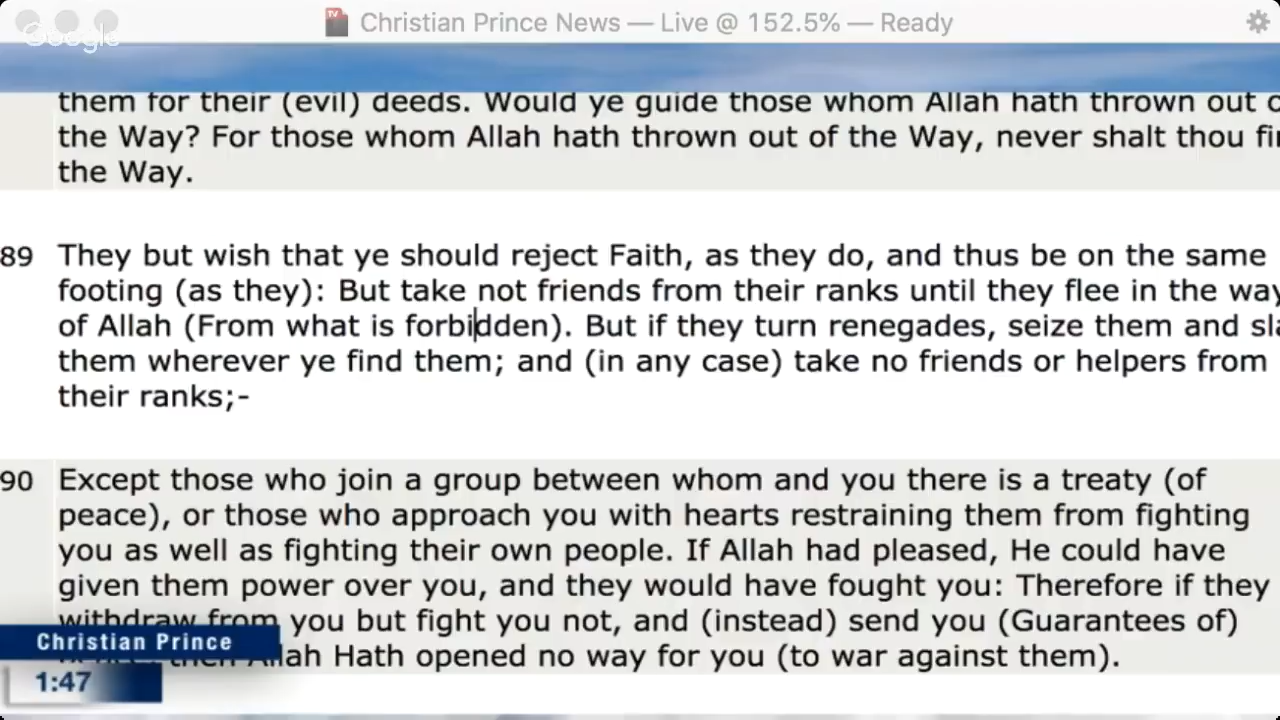 Christian Prince News — Live @ 152.5% — Ready
Google
them for their (evil) deeds. Would ye guide those whom Allah hath thrown out o
the Way? For those whom Allah hath thrown out of the Way, never shalt thou fi
the Way.
89 They but wish that ye should reject Faith, as they do, and thus be on the same
footing (as they): But take not friends from their ranks until they flee in the way
of Allah (From what is forbidden). But if they turn renegades, seize them and sla
them wherever ye find them; and (in any case) take no friends or helpers from
their ranks;-
90 Except those who join a group between whom and you there is a treaty (of
peace), or those who approach you with hearts restraining them from fighting
you as well as fighting their own people. If Allah had pleased, He could have
given them power over you, and they would have fought you: Therefore if they
withdraw from you but fight you not, and (instead) send you (Guarantees of)
then Allah Hath opened no way for you (to war against them).
Christian Prince
1:47